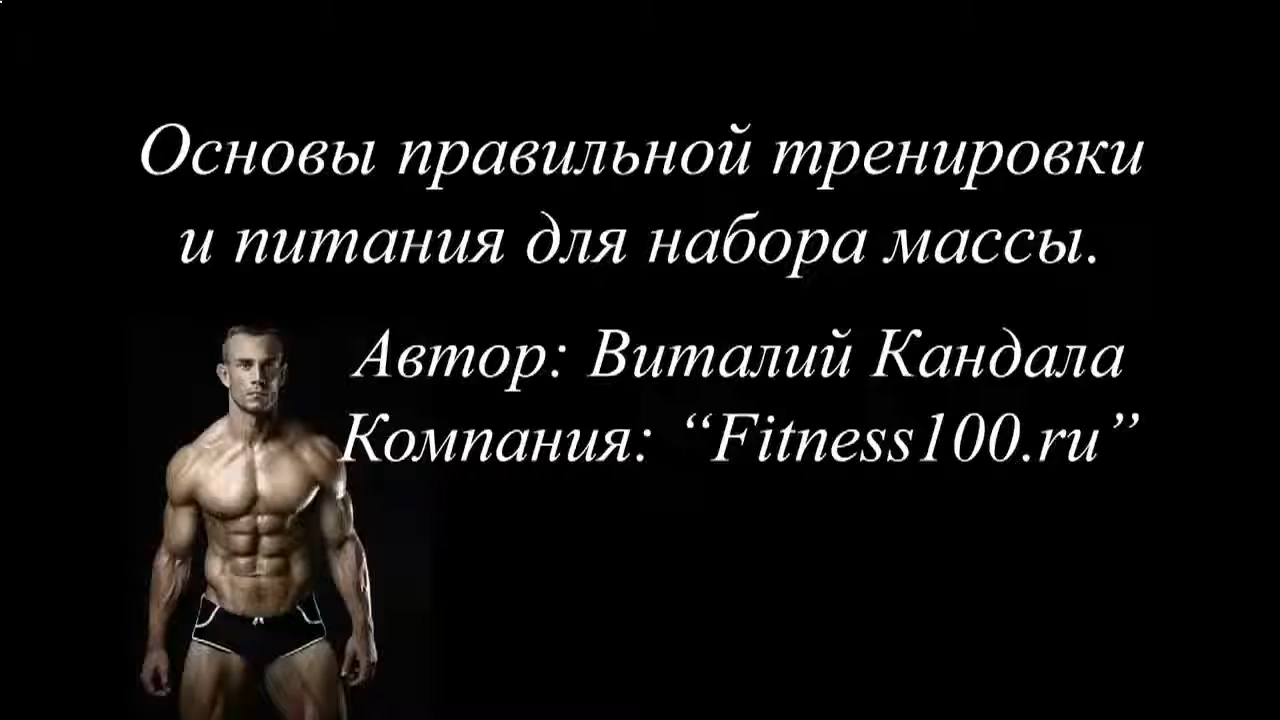 Основы правильной тренировки
и питания для набора массы.
Автор: Виталий Кандала
Компания: “Fitness100.ru”